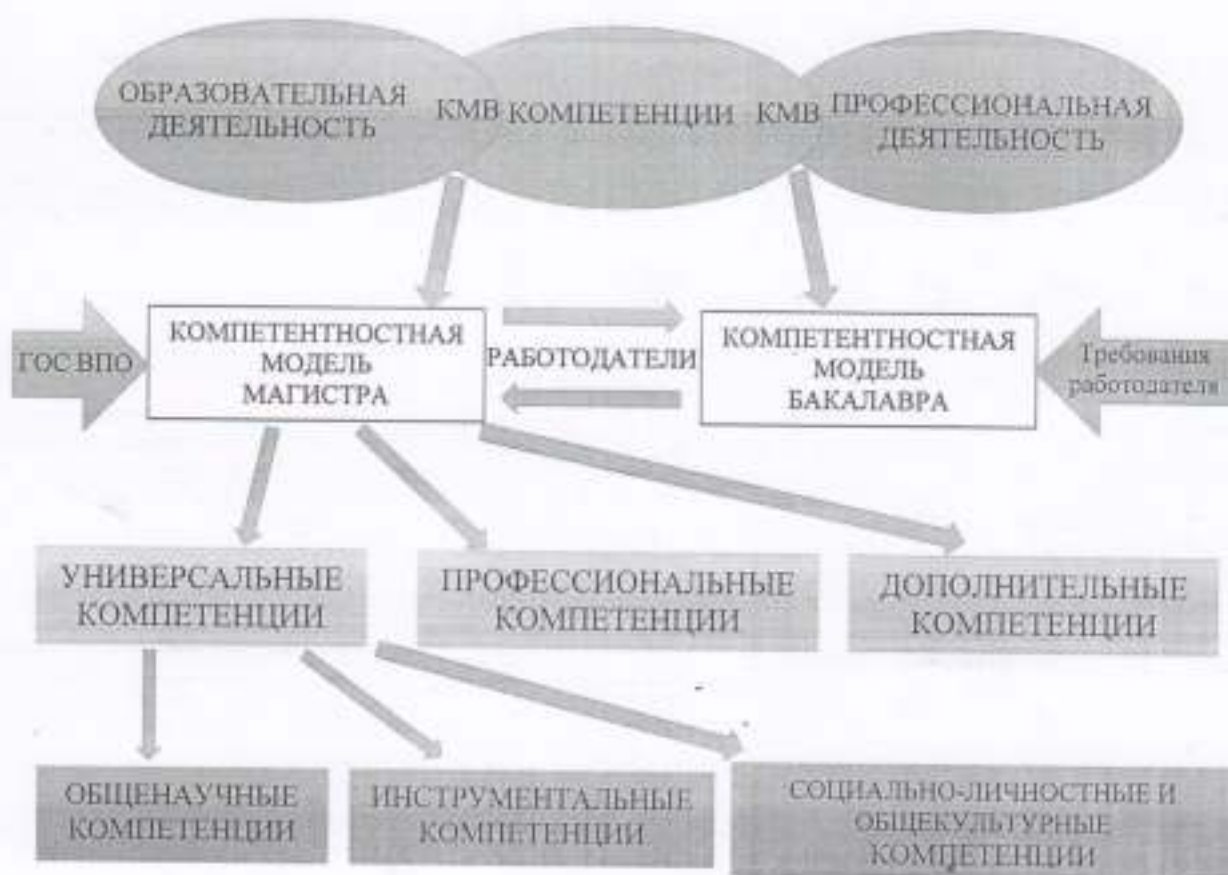 ОБРАЗОВАТЕЛЬНАЯ
ДЕЯТЕЛЬНОСТЬ
КМВ
КОМПЕТЕНЦИИ
КМВ
ПРОФЕССИОНАЛЬНАЯ
ДЕЯТЕЛЬНОСТЬ
ГОС ВПО
КОМПЕТЕНТНОСТНАЯ
МОДЕЛЬ
МАГИСТРА
РАБОТОДАТЕЛИ
КОМПЕТЕНТНОСТНАЯ
МОДЕЛЬ
БАКАЛАВРА
Требования
работодателя
УНИВЕРСАЛЬНЫЕ
КОМПЕТЕНЦИИ
ПРОФЕССИОНАЛЬНЫЕ
КОМПЕТЕНЦИИ
ДОПОЛНИТЕЛЬНЫЕ
КОМПЕТЕНЦИИ
ОБЩЕНАУЧНЫЕ
КОМПЕТЕНЦИИ
ИНСТРУМЕНТАЛЬНЫЕ
КОМПЕТЕНЦИИ
СОЦИАЛЬНО-ЛИЧНОСТНЫЕ И
ОБЩЕКУЛЬТУРНЫЕ
КОМПЕТЕНЦИИ